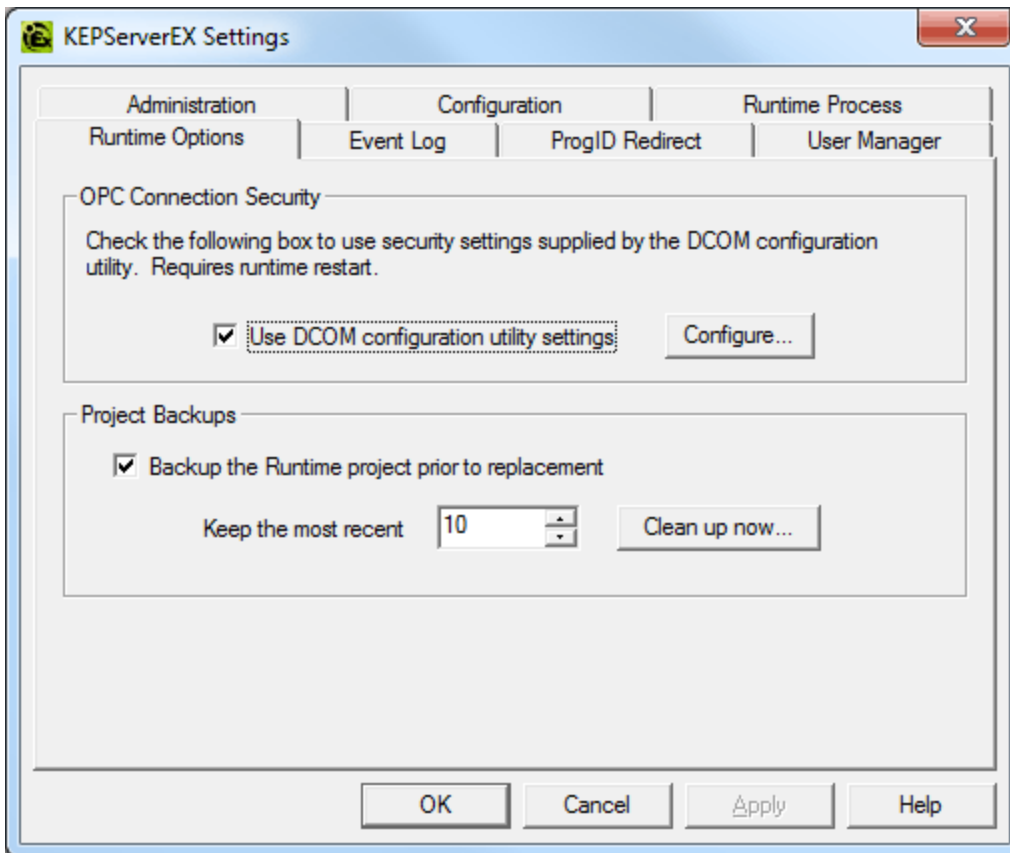 KEPServerEX Settings
Administration
Configuration
Runtime Process
Runtime Options
Event Log
ProgID Redirect
User Manager
OPC Connection Security
Check the following box to use security settings supplied by the DCOM configuration
utility. Requires runtime restart.
Use DCOM configuration utility settings
Configure...
Project Backups
Backup the Runtime project prior to replacement
Keep the most recent
10
Clean up now...
OK
Cancel
Apply
Help